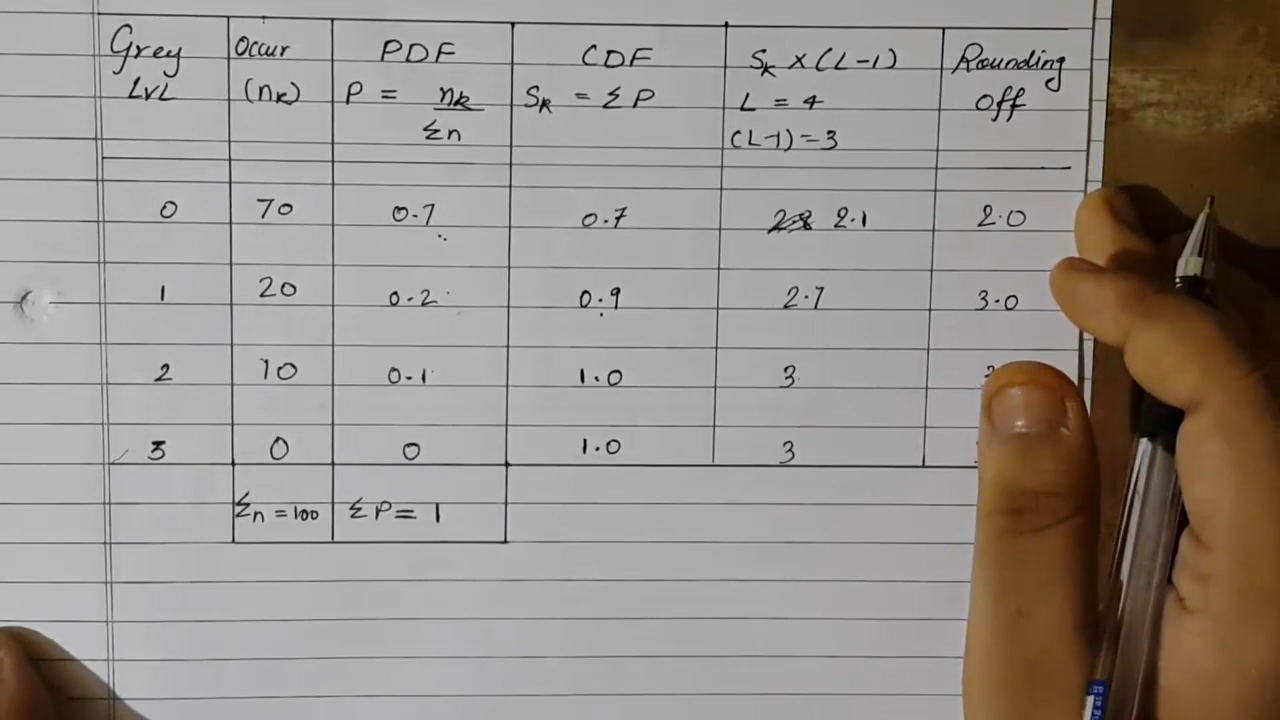 Grey Occur PDF CDF Sk × (L-1) Rounding
LvL (nk) P = nk/Σn Sk = ΣP L = 4 Off
(L-1) = 3
0 70 0.7 0.7 2.1 2.0
1 20 0.2 0.9 2.7 3.0
2 10 0.1 1.0 3
3 0 0 1.0 3
Σn = 100 ΣP = 1